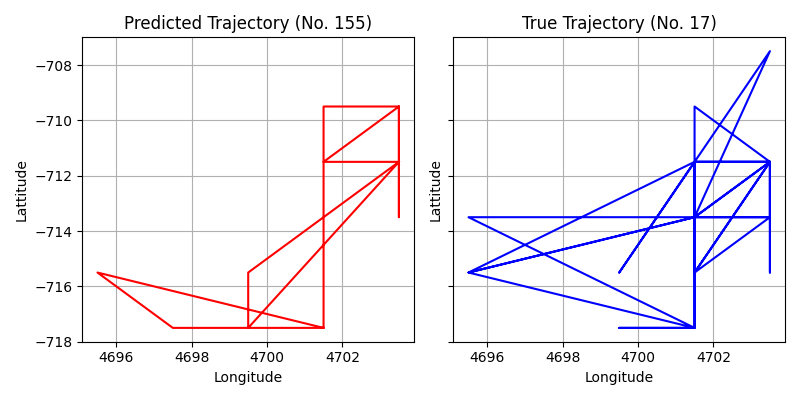 Predicted Trajectory (No. 155)
True Trajectory (No. 17)
Lattitude
−708
−710
−712
−714
−716
−718
4696
4698
4700
4702
Longitude
Lattitude
4696
4698
4700
4702
Longitude